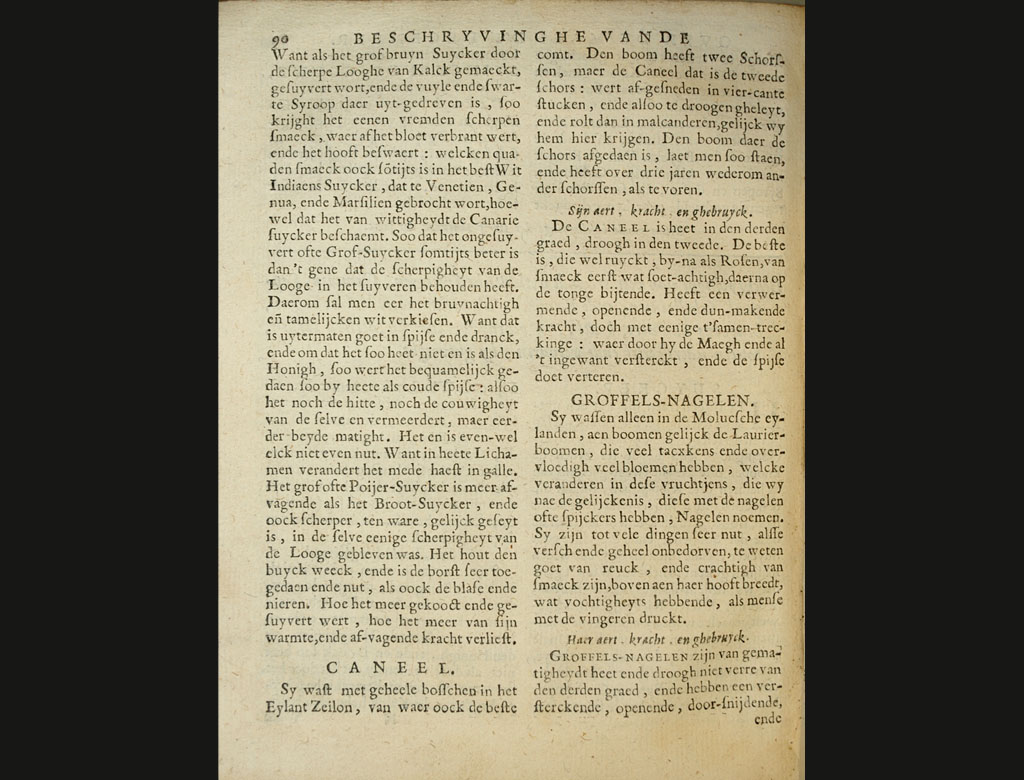 90
BESCHRYVINGHE VANDE
Want als het grof bruyn Suycker door
de ſcherpe Looghe van Kalck gemaeckt,
geſuyvert wort,ende de vuyle ende ſwar-
te Syroop daer uyt-gedreven is , ſoo
krijght het eenen vremden ſcherpen
ſmaeck , waer af het bloet verbrant wert,
ende het hooft beſwaert : welcken qua-
den ſmaeck oock ſõtijts is in het beſt Wit
Indiaens Suycker , dat te Venetien , Ge-
nua, ende Marſilien gebrocht wort,hoe-
wel dat het van wittigheydt de Canarie
ſuycker beſchaemt. Soo dat het ongeſuy-
vert ofte Grof-Suycker ſomtijts beter is
dan 't gene dat de ſcherpigheyt van de
Looge in het ſuyveren behouden heeft.
Daerom ſal men eer het bruynachtigh
eñ tamelijcken wit verkieſen. Want dat
is uytermaten goet in ſpijſe ende dranck,
ende om dat het ſoo heet niet en is als den
Honigh , ſoo wert het bequamelijck ge-
daen ſoo by heete als coude ſpijſe : alſoo
het noch de hitte , noch de couwigheyt
van de ſelve en vermeerdert , maer eer-
der beyde matight. Het en is even-wel
elck niet even nut. Want in heete Licha-
men verandert het mede haeſt in galle.
Het grof ofte Poijer-Suycker is meer af-
vagende als het Broot-Suycker , ende
oock ſcherper , ten ware , gelijck geſeyt
is , in de ſelve eenige ſcherpigheyt van
de Looge gebleven was. Het hout den
buyck weeck , ende is de borſt ſeer toe-
gedaen ende nut , als oock de blaſe ende
nieren. Hoe het meer gekooct ende ge-
ſuyvert wert , hoe het meer van ſijn
warmte,ende af-vagende kracht verlieſt.
CANEEL.
Sy waſt met geheele boſſchen in het
Eylant Zeilon , van waer oock de beſte
comt. Den boom heeft twee Schorſ-
ſen , maer de Caneel dat is de tweede
ſchors : wert af-geſneden in vier-cante
ſtucken , ende alſoo te droogen gheleyt,
ende rolt dan in malcanderen,gelijck wy
hem hier krijgen. Den boom daer de
ſchors afgedaen is , laet men ſoo ſtaen,
ende heeft over drie jaren wederom an-
der ſchorſſen , als te voren.
Sijn aert , kracht , en ghebruyck.
De CANEEL is heet in den derden
graed , droogh in den tweede. De beſte
is , die wel ruyckt , by-na als Roſen,van
ſmaeck eerſt wat ſoet-achtigh,daerna op
de tonge bijtende. Heeft een verwer-
mende , openende , ende dun-makende
kracht , doch met eenige t'ſamen-trec-
kinge : waer door hy de Maegh ende al
't ingewant verſterckt , ende de ſpijſe
doet verteren.
GROFFELS-NAGELEN.
Sy waſſen alleen in de Molucſche ey-
landen , aen boomen gelijck de Laurier-
boomen , die veel tacxkens ende over-
vloedigh veel bloemen hebben , welcke
veranderen in deſe vruchtjens , die wy
nae de gelijckenis , dieſe met de nagelen
ofte ſpijckers hebben , Nagelen noemen.
Sy zijn tot vele dingen ſeer nut , alſſe
verſch ende geheel onbedorven, te weten
goet van reuck , ende crachtigh van
ſmaeck zijn,boven aen haer hooft breedt,
wat vochtigheyts hebbende , als menſe
met de vingeren druckt.
Haer aert , kracht , en ghebruyck.
GROFFELS-NAGELEN zijn van gema-
tigheydt heet ende droogh niet verre van
den derden graed , ende hebben een ver-
ſterckende , openende , door-ſnijdende,
ende